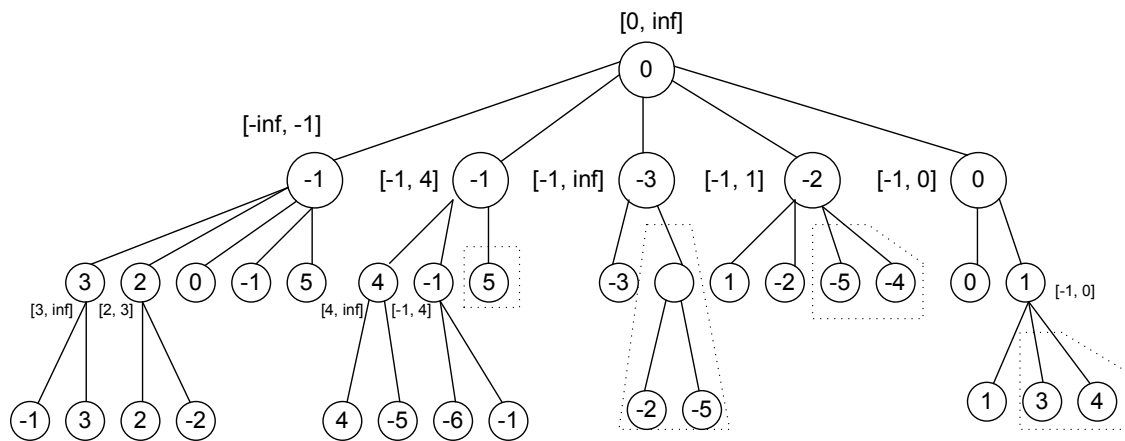 [0, inf]
0
[-inf, -1]
-1 [-1, 4] -1 [-1, inf] -3 [-1, 1] -2 [-1, 0] 0
3 2 0 -1 5 4 -1 5 -3 1 -2 -5 -4 0 1 [-1, 0]
[3, inf] [2, 3] [4, inf] [-1, 4]
-1 3 2 -2 4 -5 -6 -1 -2 -5 1 3 4